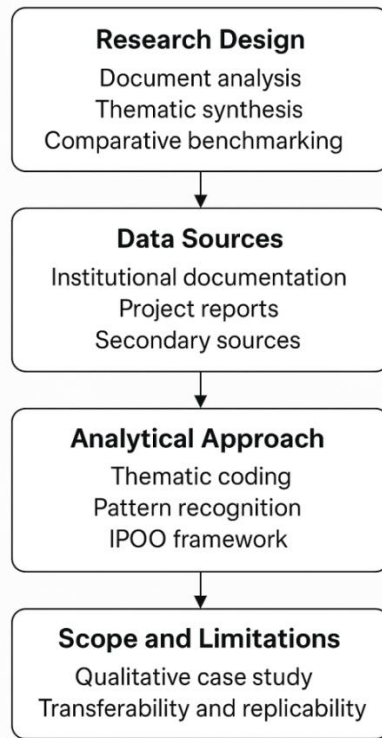 Research Design
Document analysis
Thematic synthesis
Comparative benchmarking
Data Sources
Institutional documentation
Project reports
Secondary sources
Analytical Approach
Thematic coding
Pattern recognition
IPOO framework
Scope and Limitations
Qualitative case study
Transferability and replicability